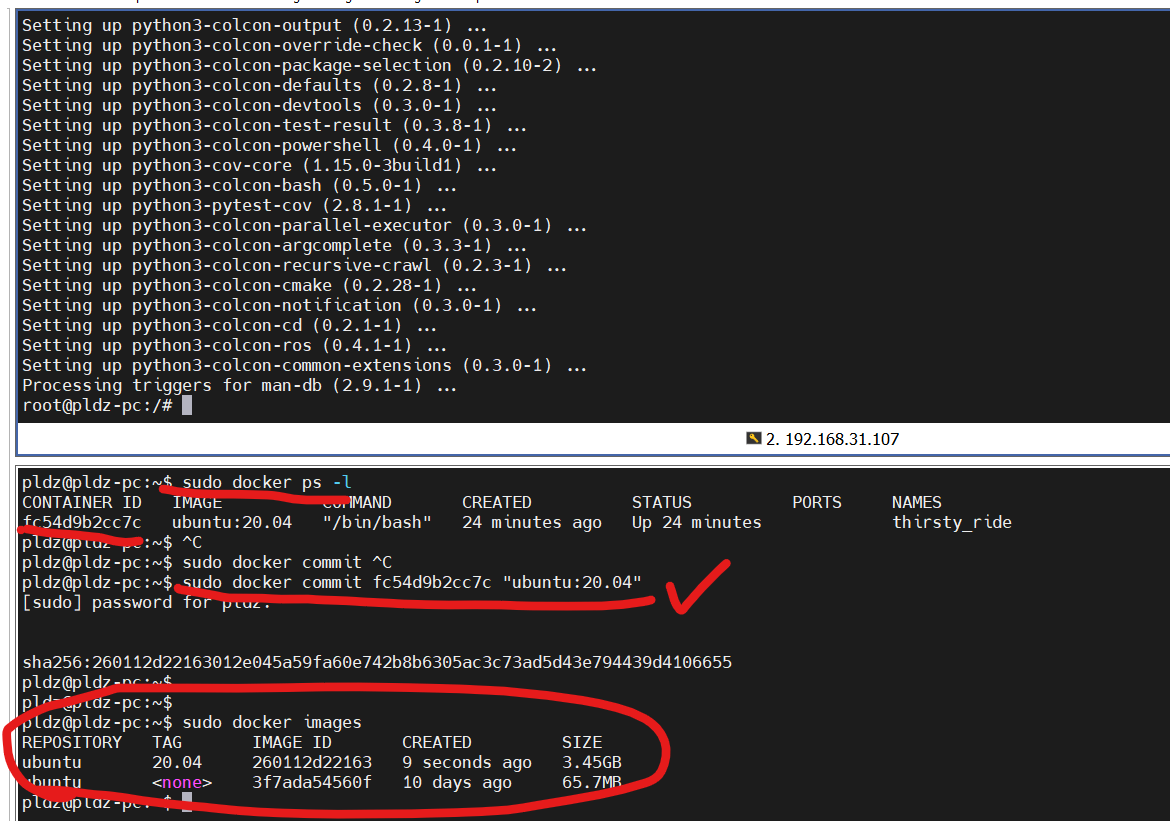 Setting up python3-colcon-output (0.2.13-1) ...
Setting up python3-colcon-override-check (0.0.1-1) ...
Setting up python3-colcon-package-selection (0.2.10-2) ...
Setting up python3-colcon-defaults (0.2.8-1) ...
Setting up python3-colcon-devtools (0.3.0-1) ...
Setting up python3-colcon-test-result (0.3.8-1) ...
Setting up python3-colcon-powershell (0.4.0-1) ...
Setting up python3-cov-core (1.15.0-3build1) ...
Setting up python3-colcon-bash (0.5.0-1) ...
Setting up python3-pytest-cov (2.8.1-1) ...
Setting up python3-colcon-parallel-executor (0.3.0-1) ...
Setting up python3-colcon-argcomplete (0.3.3-1) ...
Setting up python3-colcon-recursive-crawl (0.2.3-1) ...
Setting up python3-colcon-cmake (0.2.28-1) ...
Setting up python3-colcon-notification (0.3.0-1) ...
Setting up python3-colcon-cd (0.2.1-1) ...
Setting up python3-colcon-ros (0.4.1-1) ...
Setting up python3-colcon-common-extensions (0.3.0-1) ...
Processing triggers for man-db (2.9.1-1) ...
root@pldz-pc:/#
2. 192.168.31.107
pldz@pldz-pc:~$ sudo docker ps -l
CONTAINER ID IMAGE COMMAND CREATED STATUS PORTS NAMES
fc54d9b2cc7c ubuntu:20.04 "/bin/bash" 24 minutes ago Up 24 minutes thirsty_ride
pldz@pldz-pc:~$ ^C
pldz@pldz-pc:~$ sudo docker commit ^C
pldz@pldz-pc:~$ sudo docker commit fc54d9b2cc7c "ubuntu:20.04"
[sudo] password for pldz:
sha256:260112d22163012e045a59fa60e742b8b6305ac3c73ad5d43e794439d4106655
pldz@pldz-pc:~$
pldz@pldz-pc:~$
pldz@pldz-pc:~$ sudo docker images
REPOSITORY TAG IMAGE ID CREATED SIZE
ubuntu 20.04 260112d22163 9 seconds ago 3.45GB
ubuntu <none> 3f7ada54560f 10 days ago 65.7MB
pldz@pldz-pc:~$